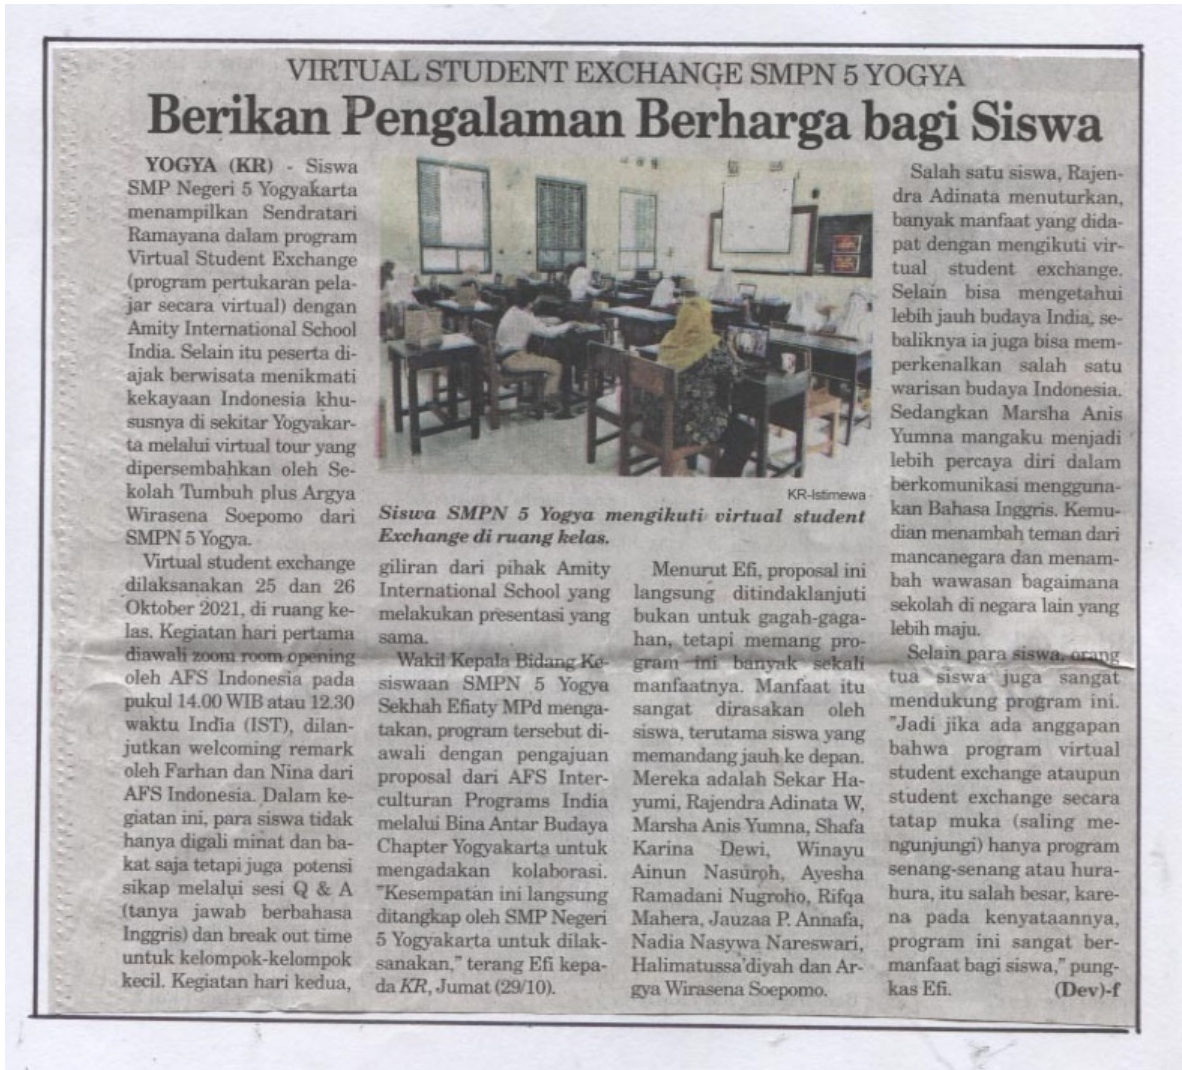 VIRTUAL STUDENT EXCHANGE SMPN 5 YOGYA
Berikan Pengalaman Berharga bagi Siswa
YOGYA (KR) - Siswa
SMP Negeri 5 Yogyakarta
menampilkan Sendratari
Ramayana dalam program
Virtual Student Exchange
(program pertukaran pela-
jar secara virtual) dengan
Amity International School
India. Selain itu peserta di-
ajak berwisata menikmati
kekayaan Indonesia khu-
susnya di sekitar Yogyakar-
ta melalui virtual tour yang
dipersembahkan oleh Se-
kolah Tumbuh plus Argya
Wirasena Soepomo dari
SMPN 5 Yogya.
Virtual student exchange
dilaksanakan 25 dan 26
Oktober 2021, di ruang ke-
las. Kegiatan hari pertama
diawali zoom room opening
oleh AFS Indonesia pada
pukul 14.00 WIB atau 12.30
waktu India (IST), dilan-
jutkan welcoming remark
oleh Farhan dan Nina dari
AFS Indonesia. Dalam ke-
giatan ini, para siswa tidak
hanya digali minat dan ba-
kat saja tetapi juga potensi
sikap melalui sesi Q & A
(tanya jawab berbahasa
Inggris) dan break out time
untuk kelompok-kelompok
kecil. Kegiatan hari kedua,
KR-Istimewa
Siswa SMPN 5 Yogya mengikuti virtual student
Exchange di ruang kelas.
giliran dari pihak Amity
International School yang
melakukan presentasi yang
sama.
Wakil Kepala Bidang Ke-
siswaan SMPN 5 Yogya
Sekhah Efiaty MPd menga-
takan, program tersebut di-
awali dengan pengajuan
proposal dari AFS Inter-
culturan Programs India
melalui Bina Antar Budaya
Chapter Yogyakarta untuk
mengadakan kolaborasi.
"Kesempatan ini langsung
ditangkap oleh SMP Negeri
5 Yogyakarta untuk dilak-
sanakan," terang Efi kepa-
da KR, Jumat (29/10).
Menurut Efi, proposal ini
langsung ditindaklanjuti
bukan untuk gagah-gaga-
han, tetapi memang pro-
gram ini banyak sekali
manfaatnya. Manfaat itu
sangat dirasakan oleh
siswa, terutama siswa yang
memandang jauh ke depan.
Mereka adalah Sekar Ha-
yumi, Rajendra Adinata W,
Marsha Anis Yumna, Shafa
Karina Dewi, Winayu
Ainun Nasuroh, Ayesha
Ramadani Nugroho, Rifqa
Mahera, Jauzaa P. Annafa,
Nadia Nasywa Nareswari,
Halimatussa'diyah dan Ar-
gya Wirasena Soepomo.
Salah satu siswa, Rajen-
dra Adinata menuturkan,
banyak manfaat yang dida-
pat dengan mengikuti vir-
tual student exchange.
Selain bisa mengetahui
lebih jauh budaya India, se-
baliknya ia juga bisa mem-
perkenalkan salah satu
warisan budaya Indonesia.
Sedangkan Marsha Anis
Yumna mangaku menjadi
lebih percaya diri dalam
berkomunikasi mengguna-
kan Bahasa Inggris. Kemu-
dian menambah teman dari
mancanegara dan menam-
bah wawasan bagaimana
sekolah di negara lain yang
lebih maju.
Selain para siswa, orang
tua siswa juga sangat
mendukung program ini.
"Jadi jika ada anggapan
bahwa program virtual
student exchange ataupun
student exchange secara
tatap muka (saling me-
ngunjungi) hanya program
senang-senang atau hura-
hura, itu salah besar, kare-
na pada kenyataannya,
program ini sangat ber-
manfaat bagi siswa," pung-
kas Efi. (Dev)-f